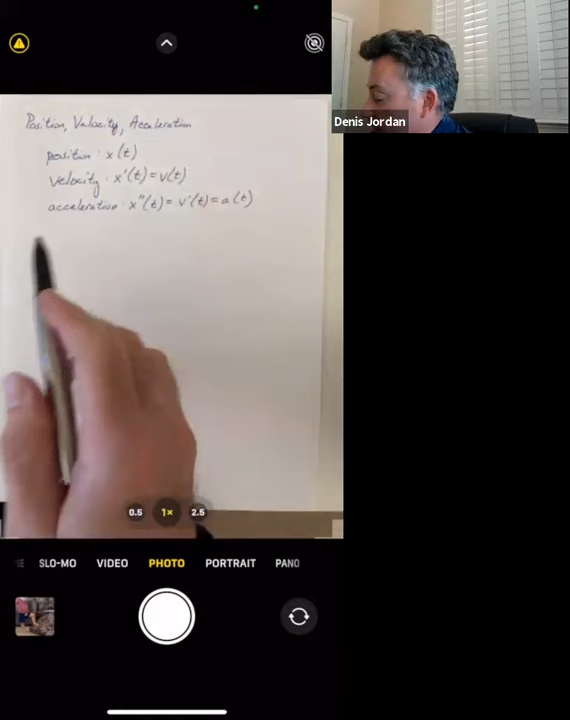 Denis Jordan
Position, Velocity, Acceleration
position: x(t)
velocity: x'(t) = v(t)
acceleration: x"(t) = v'(t) = a(t)
0.5 1× 2.5
SLO-MO VIDEO PHOTO PORTRAIT PANO